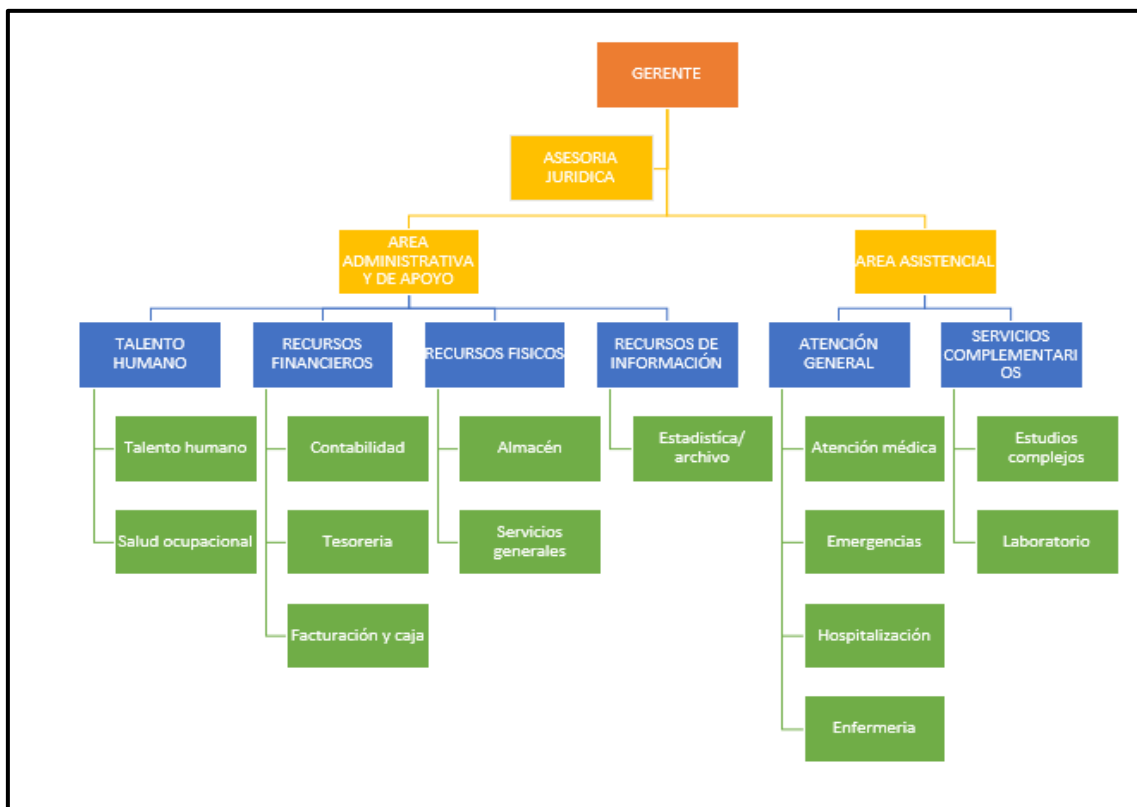 GERENTE
ASESORIA
JURIDICA
AREA
ADMINISTRATIVA
Y DE APOYO
AREA ASISTENCIAL
TALENTO
HUMANO
RECURSOS
FINANCIEROS
RECURSOS FISICOS
RECURSOS DE
INFORMACIÓN
ATENCIÓN
GENERAL
SERVICIOS
COMPLEMENTARI
OS
Talento humano
Salud ocupacional
Contabilidad
Tesoreria
Facturación y caja
Almacén
Servicios
generales
Estadistíca/
archivo
Atención médica
Emergencias
Hospitalización
Enfermeria
Estudios
complejos
Laboratorio